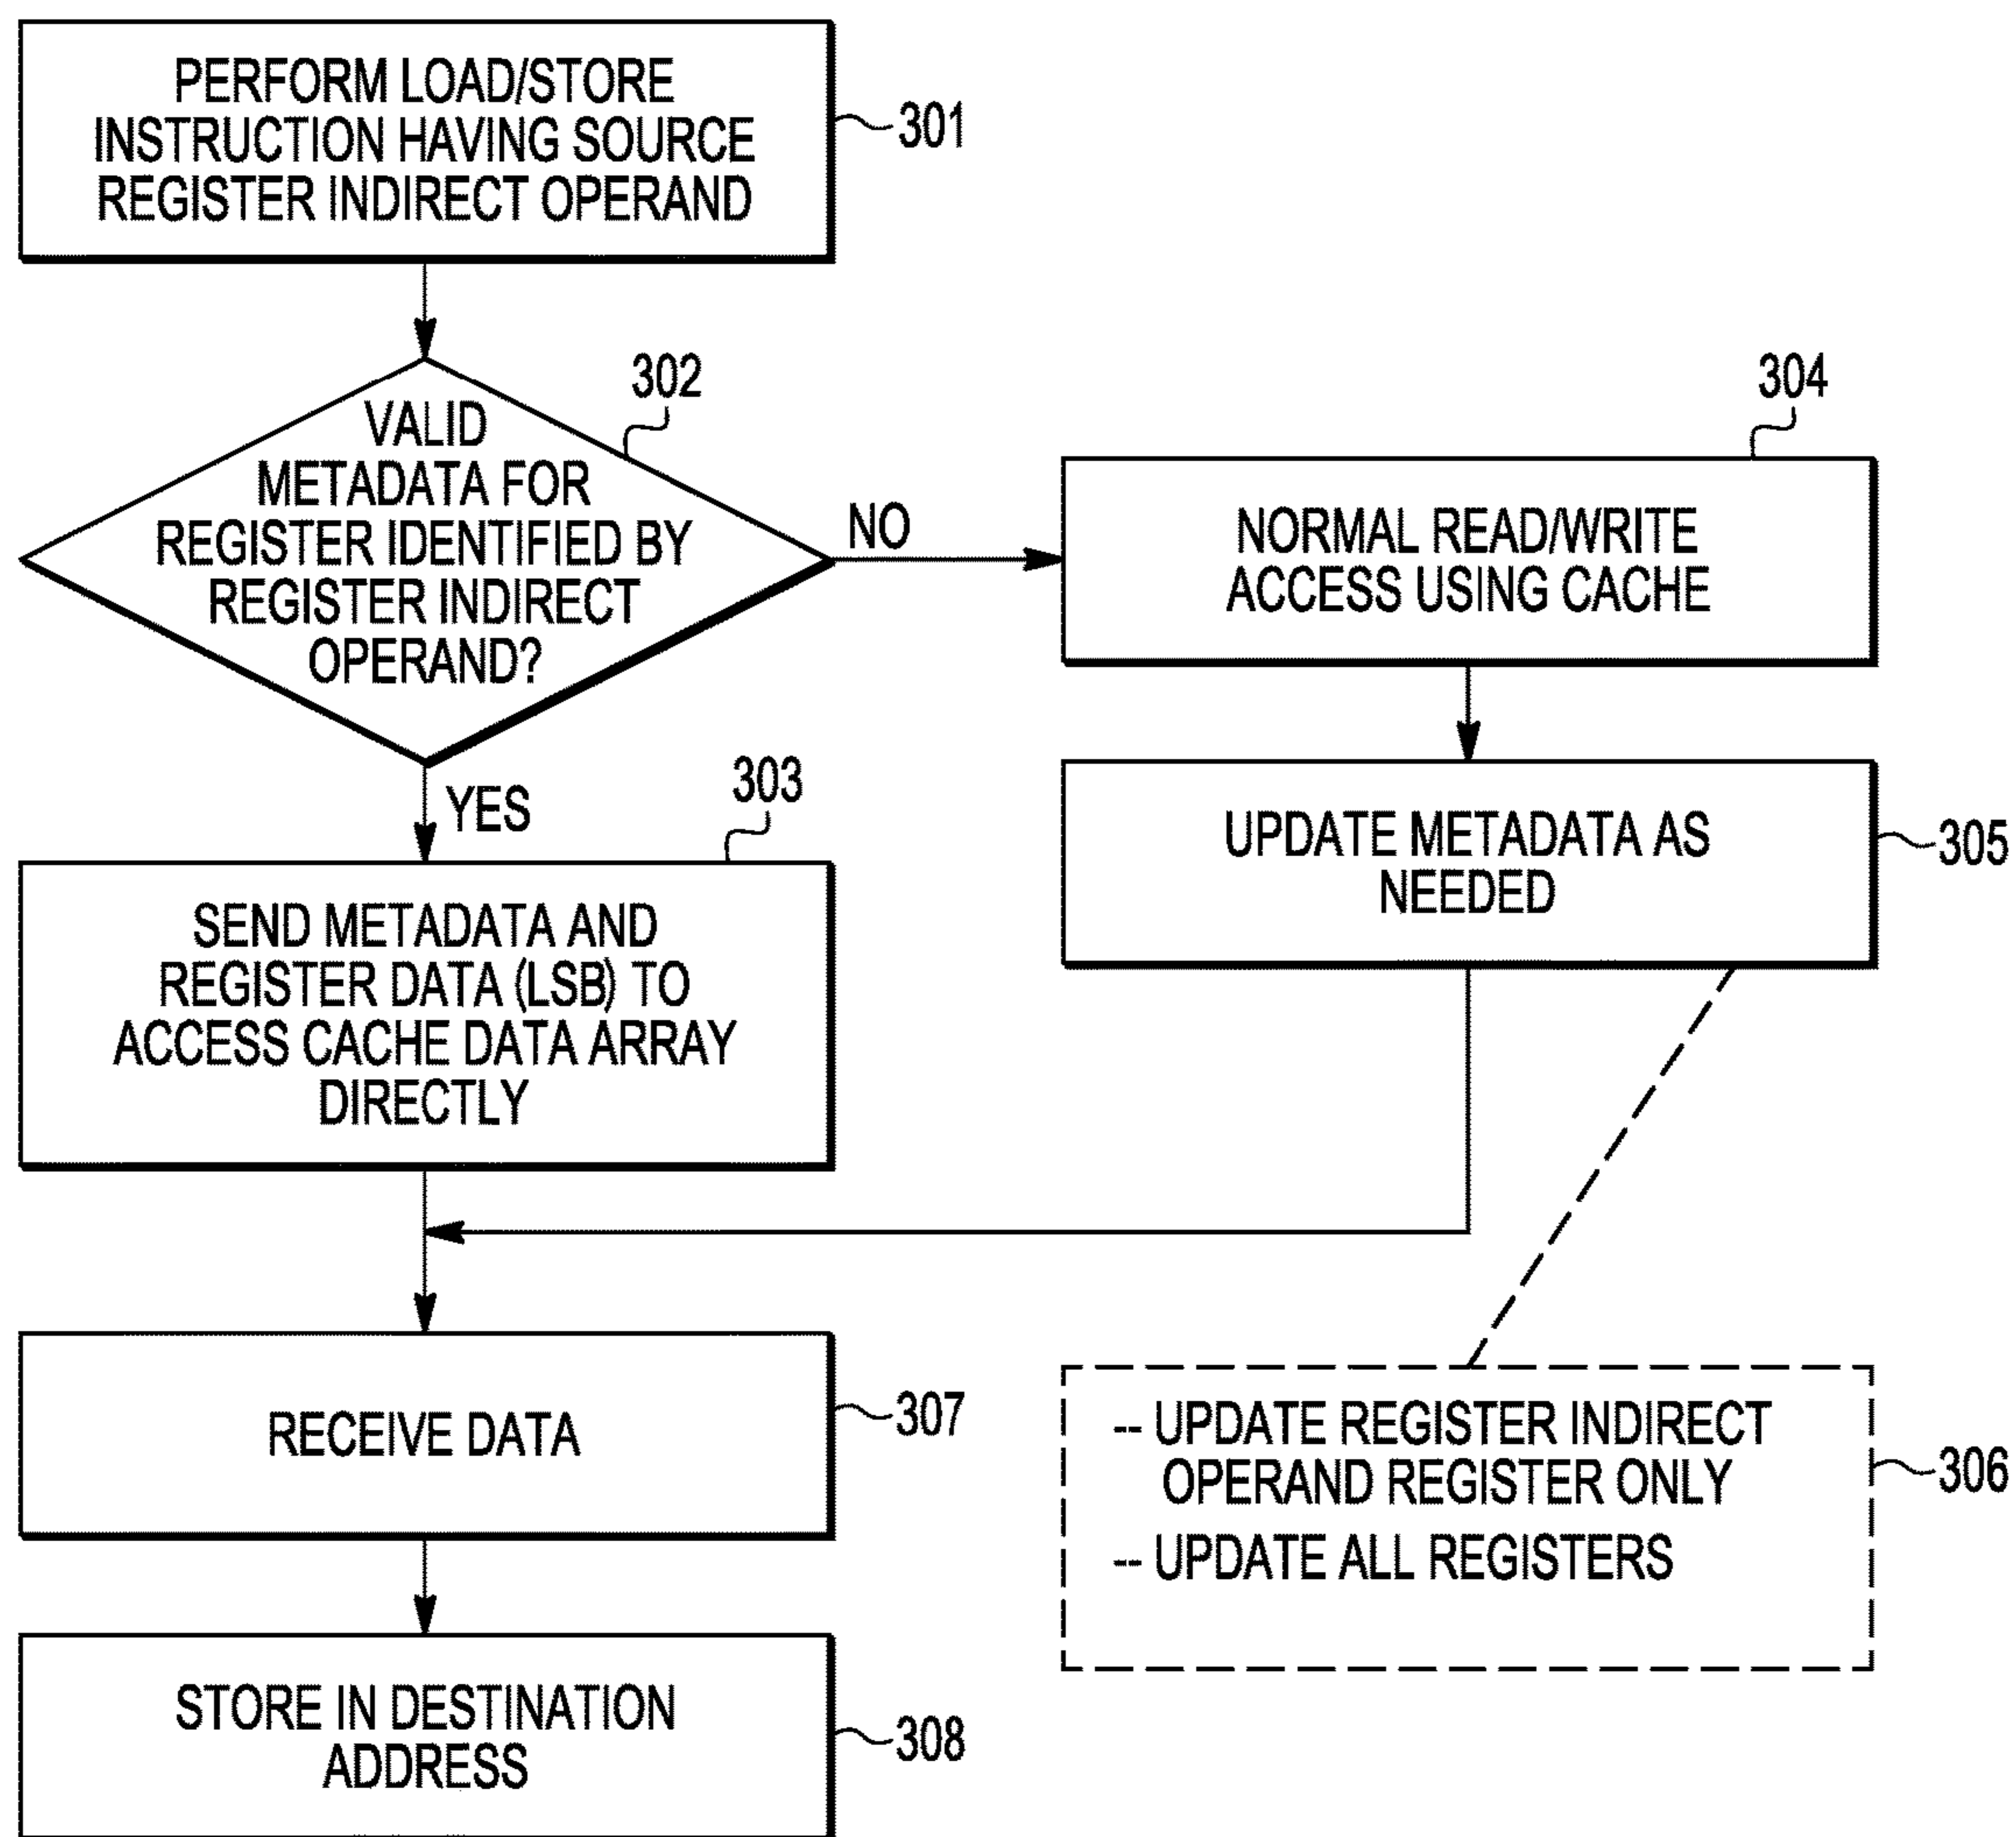 PERFORM LOAD/STORE
INSTRUCTION HAVING SOURCE
REGISTER INDIRECT OPERAND
301
VALID
METADATA FOR
REGISTER IDENTIFIED BY
REGISTER INDIRECT
OPERAND?
302
NO
YES
304
NORMAL READ/WRITE
ACCESS USING CACHE
UPDATE METADATA AS
NEEDED
305
303
SEND METADATA AND
REGISTER DATA (LSB) TO
ACCESS CACHE DATA ARRAY
DIRECTLY
RECEIVE DATA
307
-- UPDATE REGISTER INDIRECT
OPERAND REGISTER ONLY
-- UPDATE ALL REGISTERS
306
STORE IN DESTINATION
ADDRESS
308